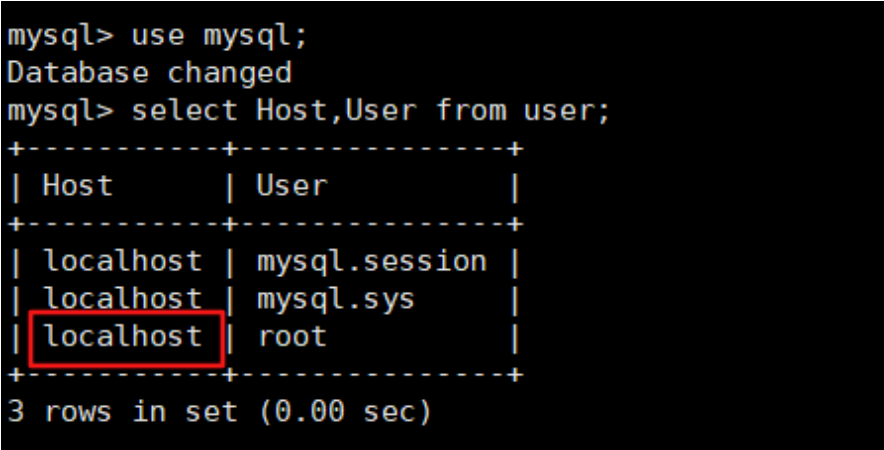 mysql> use mysql;
Database changed
mysql> select Host,User from user;
+-----------+---------------+
| Host      | User          |
+-----------+---------------+
| localhost | mysql.session |
| localhost | mysql.sys     |
| localhost | root          |
+-----------+---------------+
3 rows in set (0.00 sec)